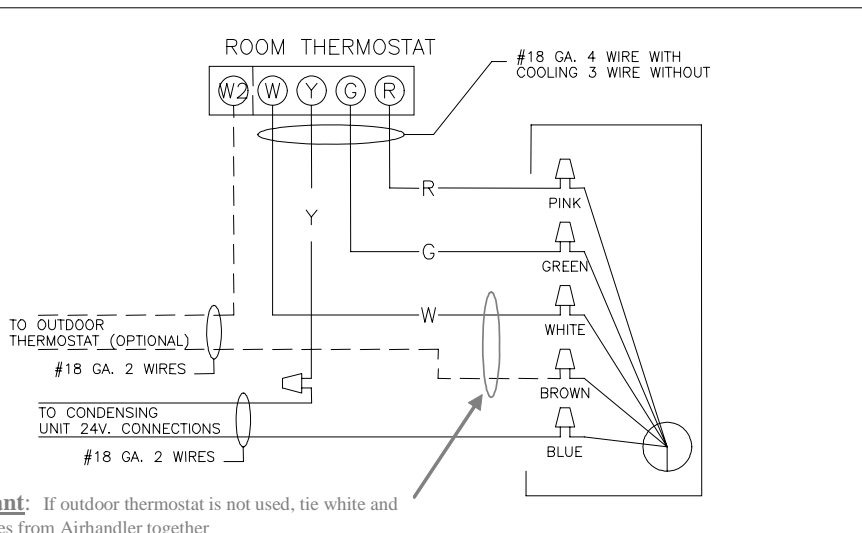 ROOM THERMOSTAT
#18 GA. 4 WIRE WITH
COOLING 3 WIRE WITHOUT
W2 W Y G R
R
PINK
Y
G
GREEN
W
WHITE
TO OUTDOOR
THERMOSTAT (OPTIONAL)
#18 GA. 2 WIRES
BROWN
TO CONDENSING
UNIT 24V. CONNECTIONS
BLUE
#18 GA. 2 WIRES
If outdoor thermostat is not used, tie white and
from Airhandler together